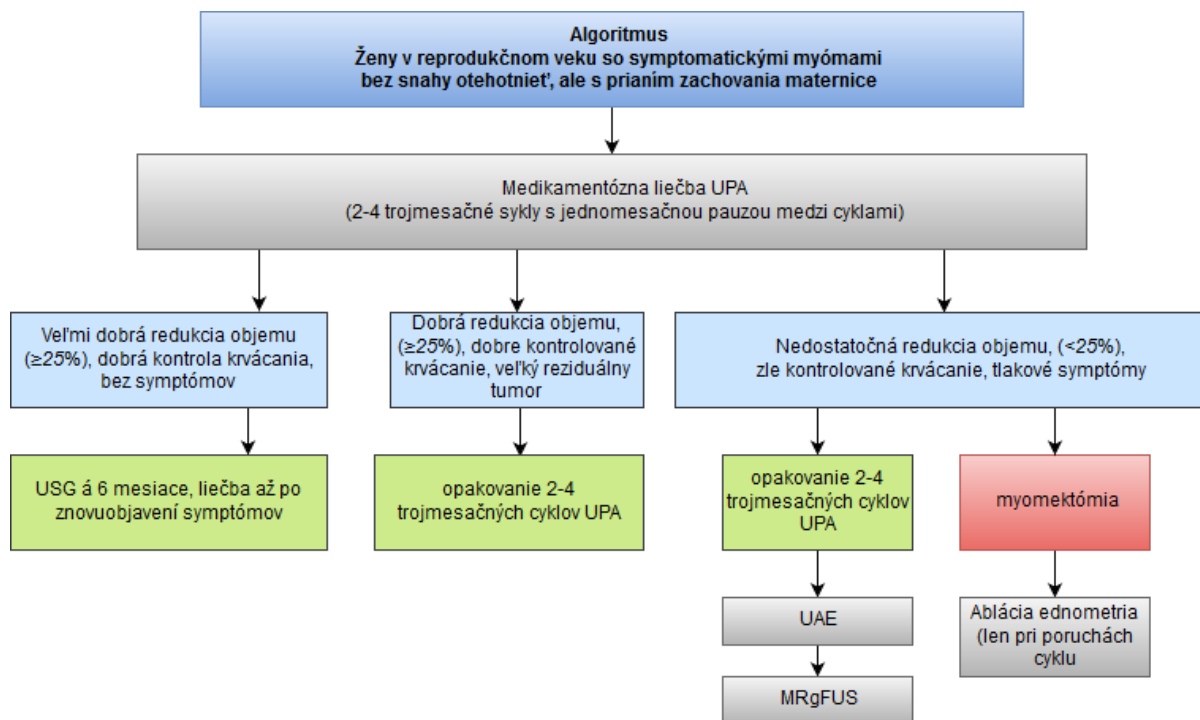 Algoritmus
Ženy v reprodukčnom veku so symptomatickými myómami
bez snahy otehotnieť, ale s prianím zachovania maternice
Medikamentózna liečba UPA
(2-4 trojmesačné sykly s jednomesačnou pauzou medzi cyklami)
Veľmi dobrá redukcia objemu
(≥25%), dobrá kontrola krvácania,
bez symptómov
Dobrá redukcia objemu,
(≥25%), dobre kontrolované
krvácanie, veľký reziduálny
tumor
Nedostatočná redukcia objemu, (<25%),
zle kontrolované krvácanie, tlakové symptómy
USG á 6 mesiace, liečba až po
znovuobjavení symptómov
opakovanie 2-4
trojmesačných cyklov UPA
opakovanie 2-4
trojmesačných cyklov
UPA
myomektómia
UAE
Ablácia ednometria
(len pri poruchách
cyklu
MRgFUS